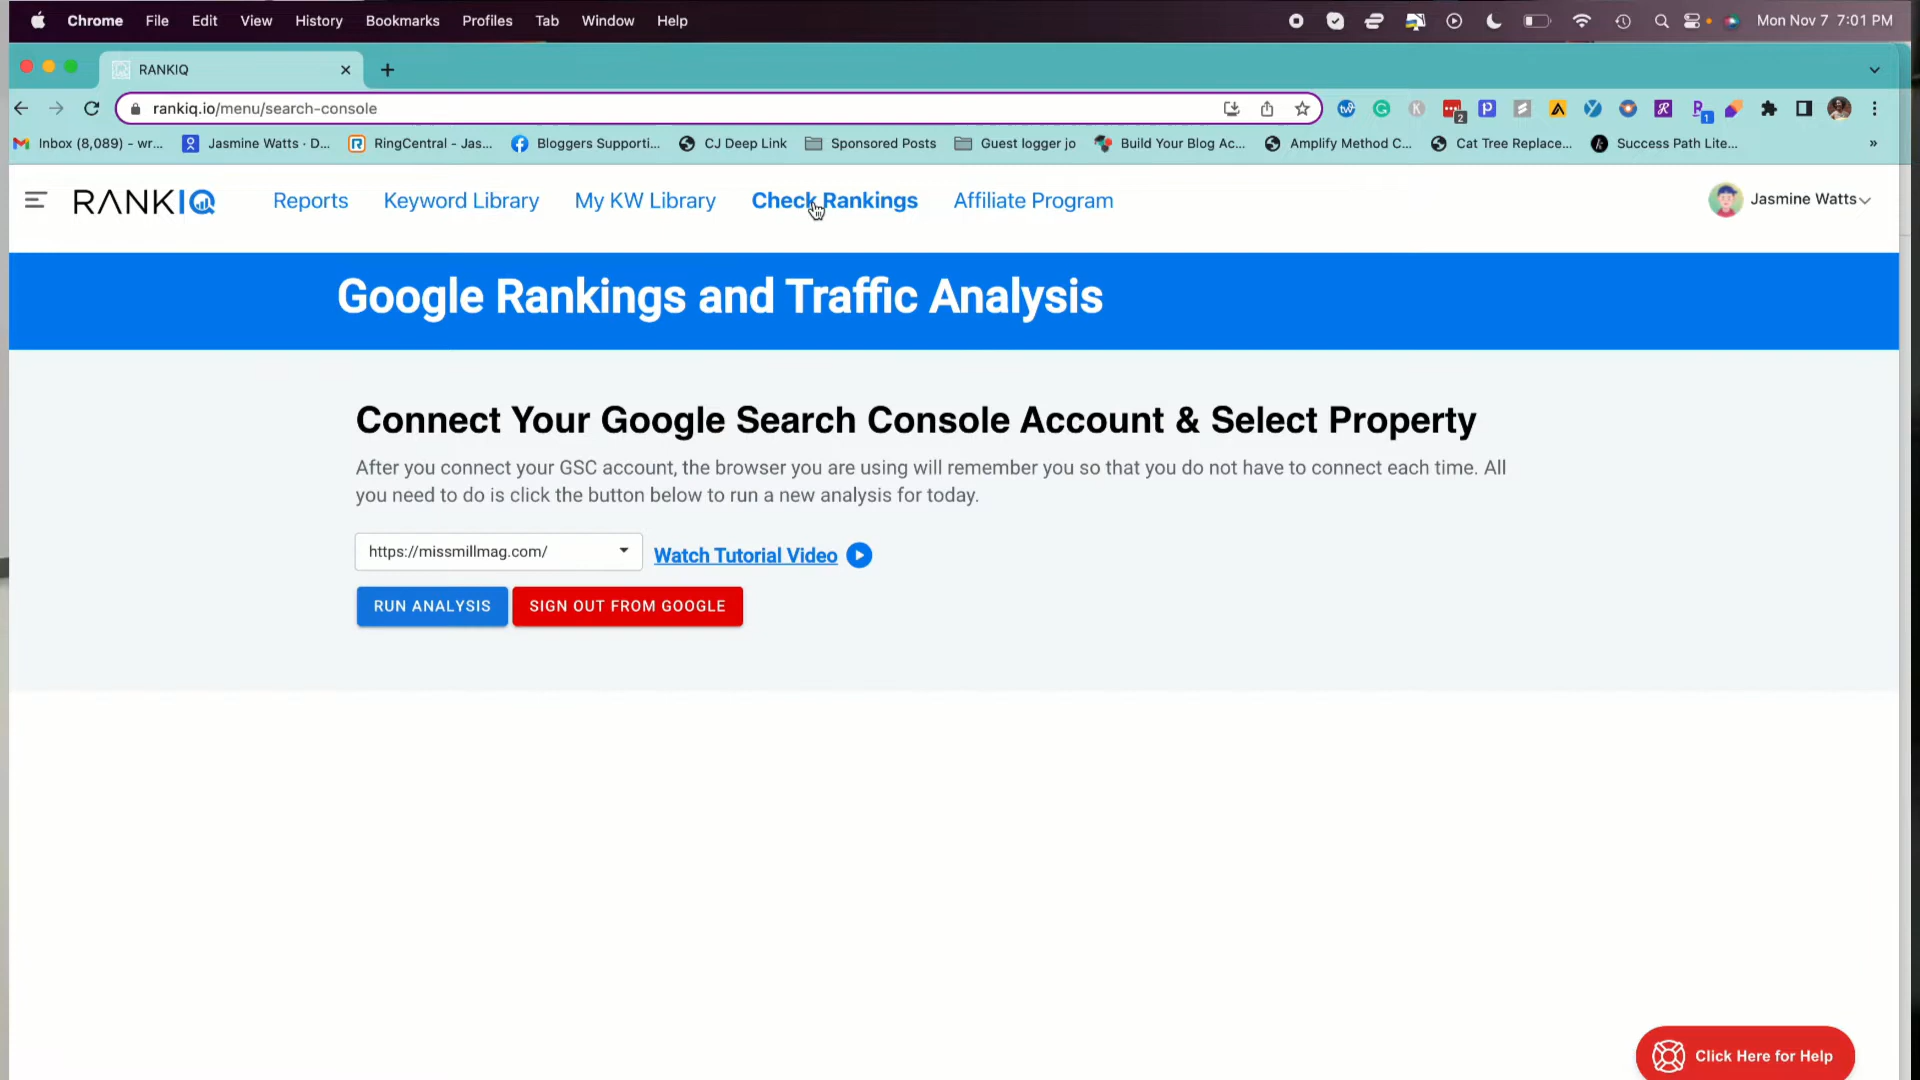 Chrome File Edit View History Bookmarks Profiles Tab Window Help Mon Nov 7 7:01 PM
RANKIQ
rankiq.io/menu/search-console
2
1
Inbox (8,089) - wr... Jasmine Watts · D... RingCentral - Jas... Bloggers Supporti... CJ Deep Link Sponsored Posts Guest logger jo Build Your Blog Ac... Amplify Method C... Cat Tree Replace... Success Path Lite... »
RANKIQ Reports Keyword Library My KW Library Check Rankings Affiliate Program Jasmine Watts
Google Rankings and Traffic Analysis
Connect Your Google Search Console Account & Select Property
After you connect your GSC account, the browser you are using will remember you so that you do not have to connect each time. All
you need to do is click the button below to run a new analysis for today.
https://missmillmag.com/ Watch Tutorial Video
RUN ANALYSIS SIGN OUT FROM GOOGLE
Click Here for Help